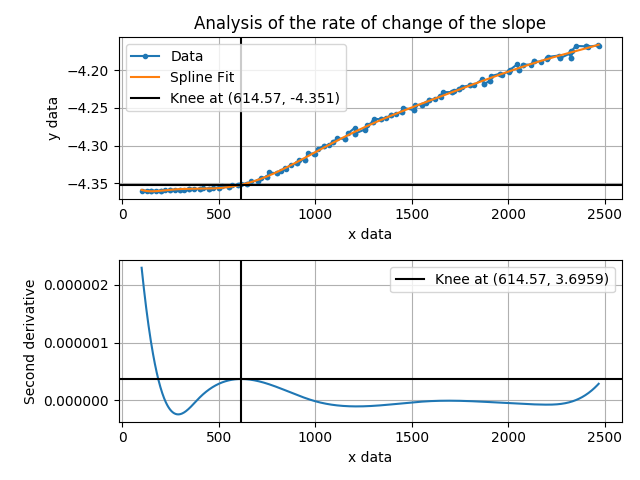 Analysis of the rate of change of the slope
Data
Spline Fit
Knee at (614.57, -4.351)
y data
−4.20
−4.25
−4.30
−4.35
0 500 1000 1500 2000 2500
x data
Knee at (614.57, 3.6959)
Second derivative
0.000002
0.000001
0.000000
0 500 1000 1500 2000 2500
x data